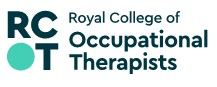 RC
OT
Royal College of
Occupational
Therapists